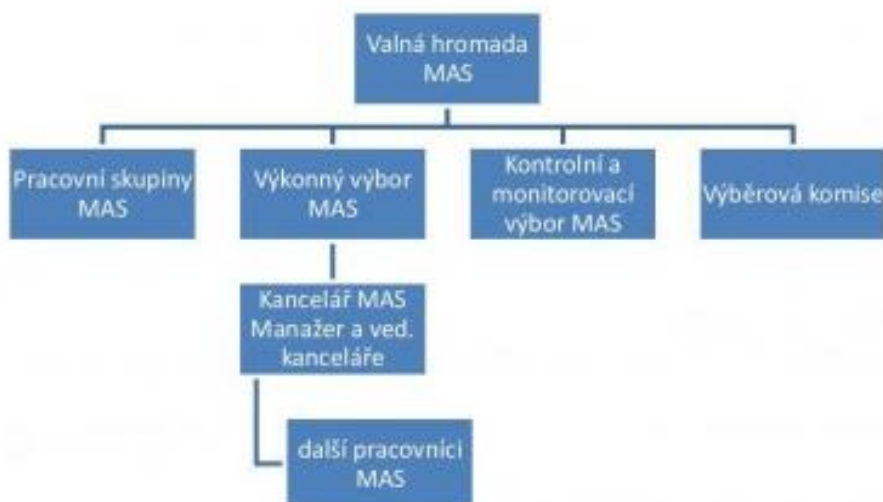 Valná hromada
MAS
Pracovní skupiny
MAS
Výkonný výbor
MAS
Kontrolní a
monitorovací
výbor MAS
Výběrová komise
Kancelář MAS
Manažer a ved.
kanceláře
další pracovníci
MAS